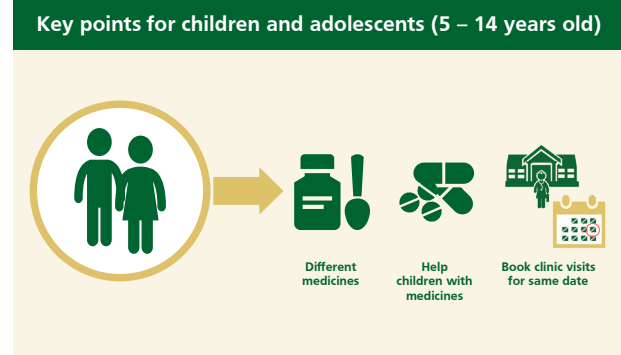 Key points for children and adolescents (5 – 14 years old)
Different
medicines
Help
children with
medicines
Book clinic visits
for same date